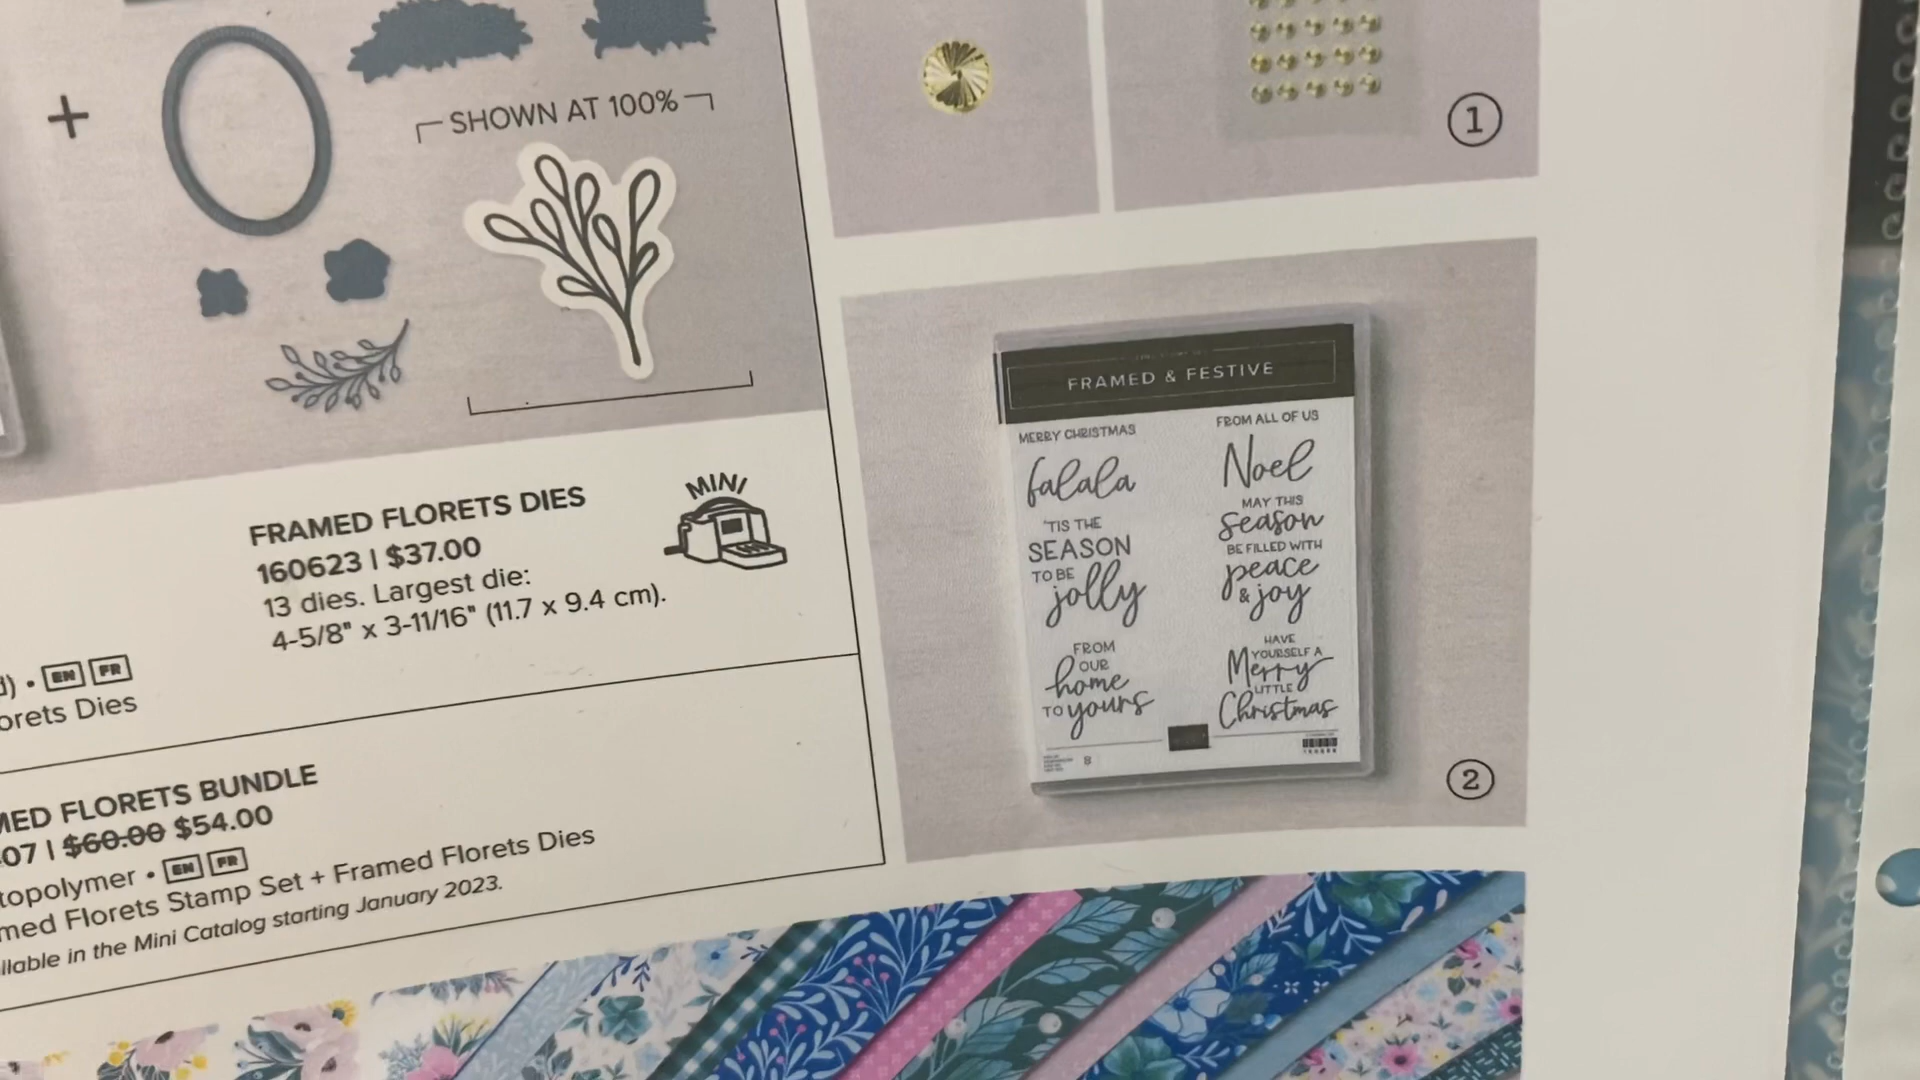 +
SHOWN AT 100%
1
FRAMED FLORETS DIES
160623 | $37.00
13 dies. Largest die:
4-5/8" x 3-11/16" (11.7 x 9.4 cm).
MINI
d) • EN FR
orets Dies
MED FLORETS BUNDLE
07 | $60.00 $54.00
topolymer • EN FR
med Florets Stamp Set + Framed Florets Dies
ilable in the Mini Catalog starting January 2023.
FRAMED & FESTIVE
MERRY CHRISTMAS
falala
'TIS THE
SEASON
TO BE
jolly
FROM
OUR
home
TO yours
FROM ALL OF US
Noel
MAY THIS
season
BE FILLED WITH
peace
& joy
HAVE
YOURSELF A
Merry
LITTLE
Christmas
8
2